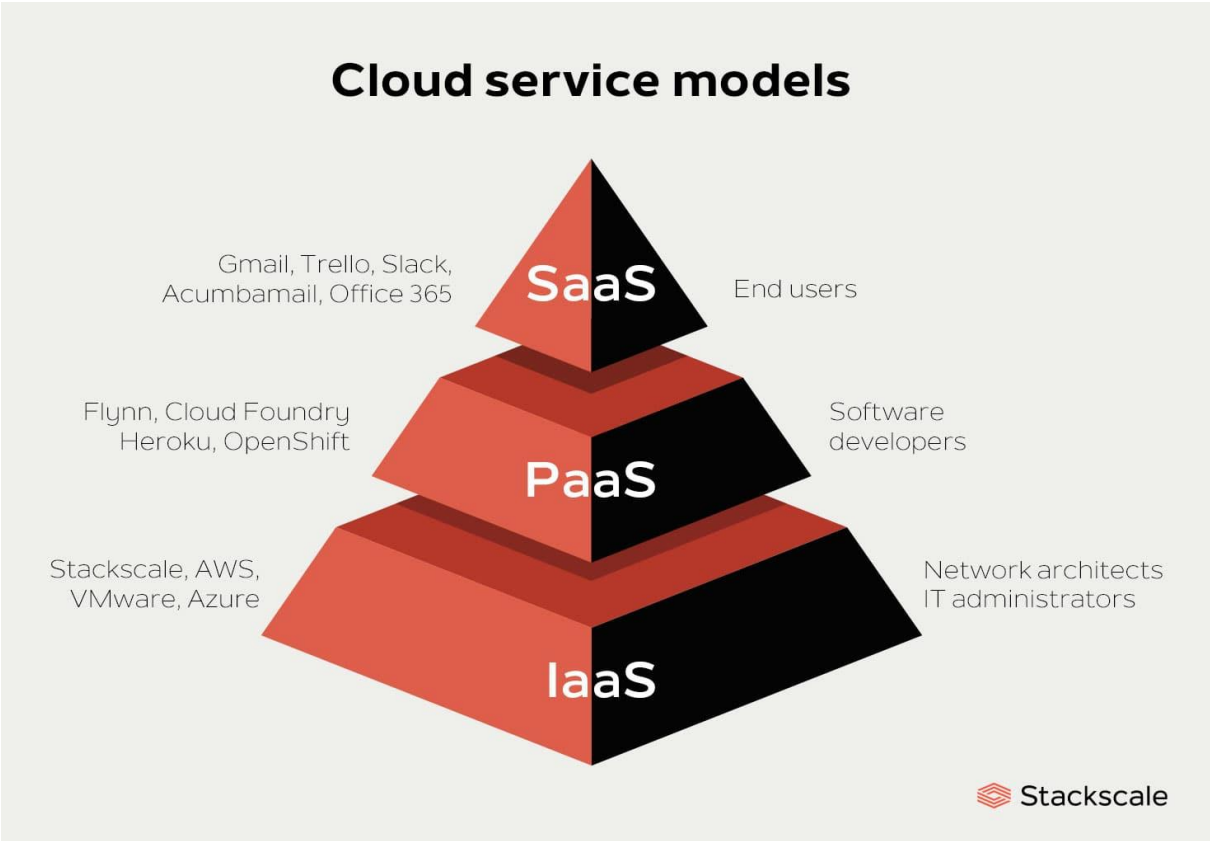 Cloud service models
Gmail, Trello, Slack,
Acumbamail, Office 365
SaaS
End users
Flynn, Cloud Foundry
Heroku, OpenShift
PaaS
Software
developers
Stackscale, AWS,
VMware, Azure
IaaS
Network architects
IT administrators
Stackscale